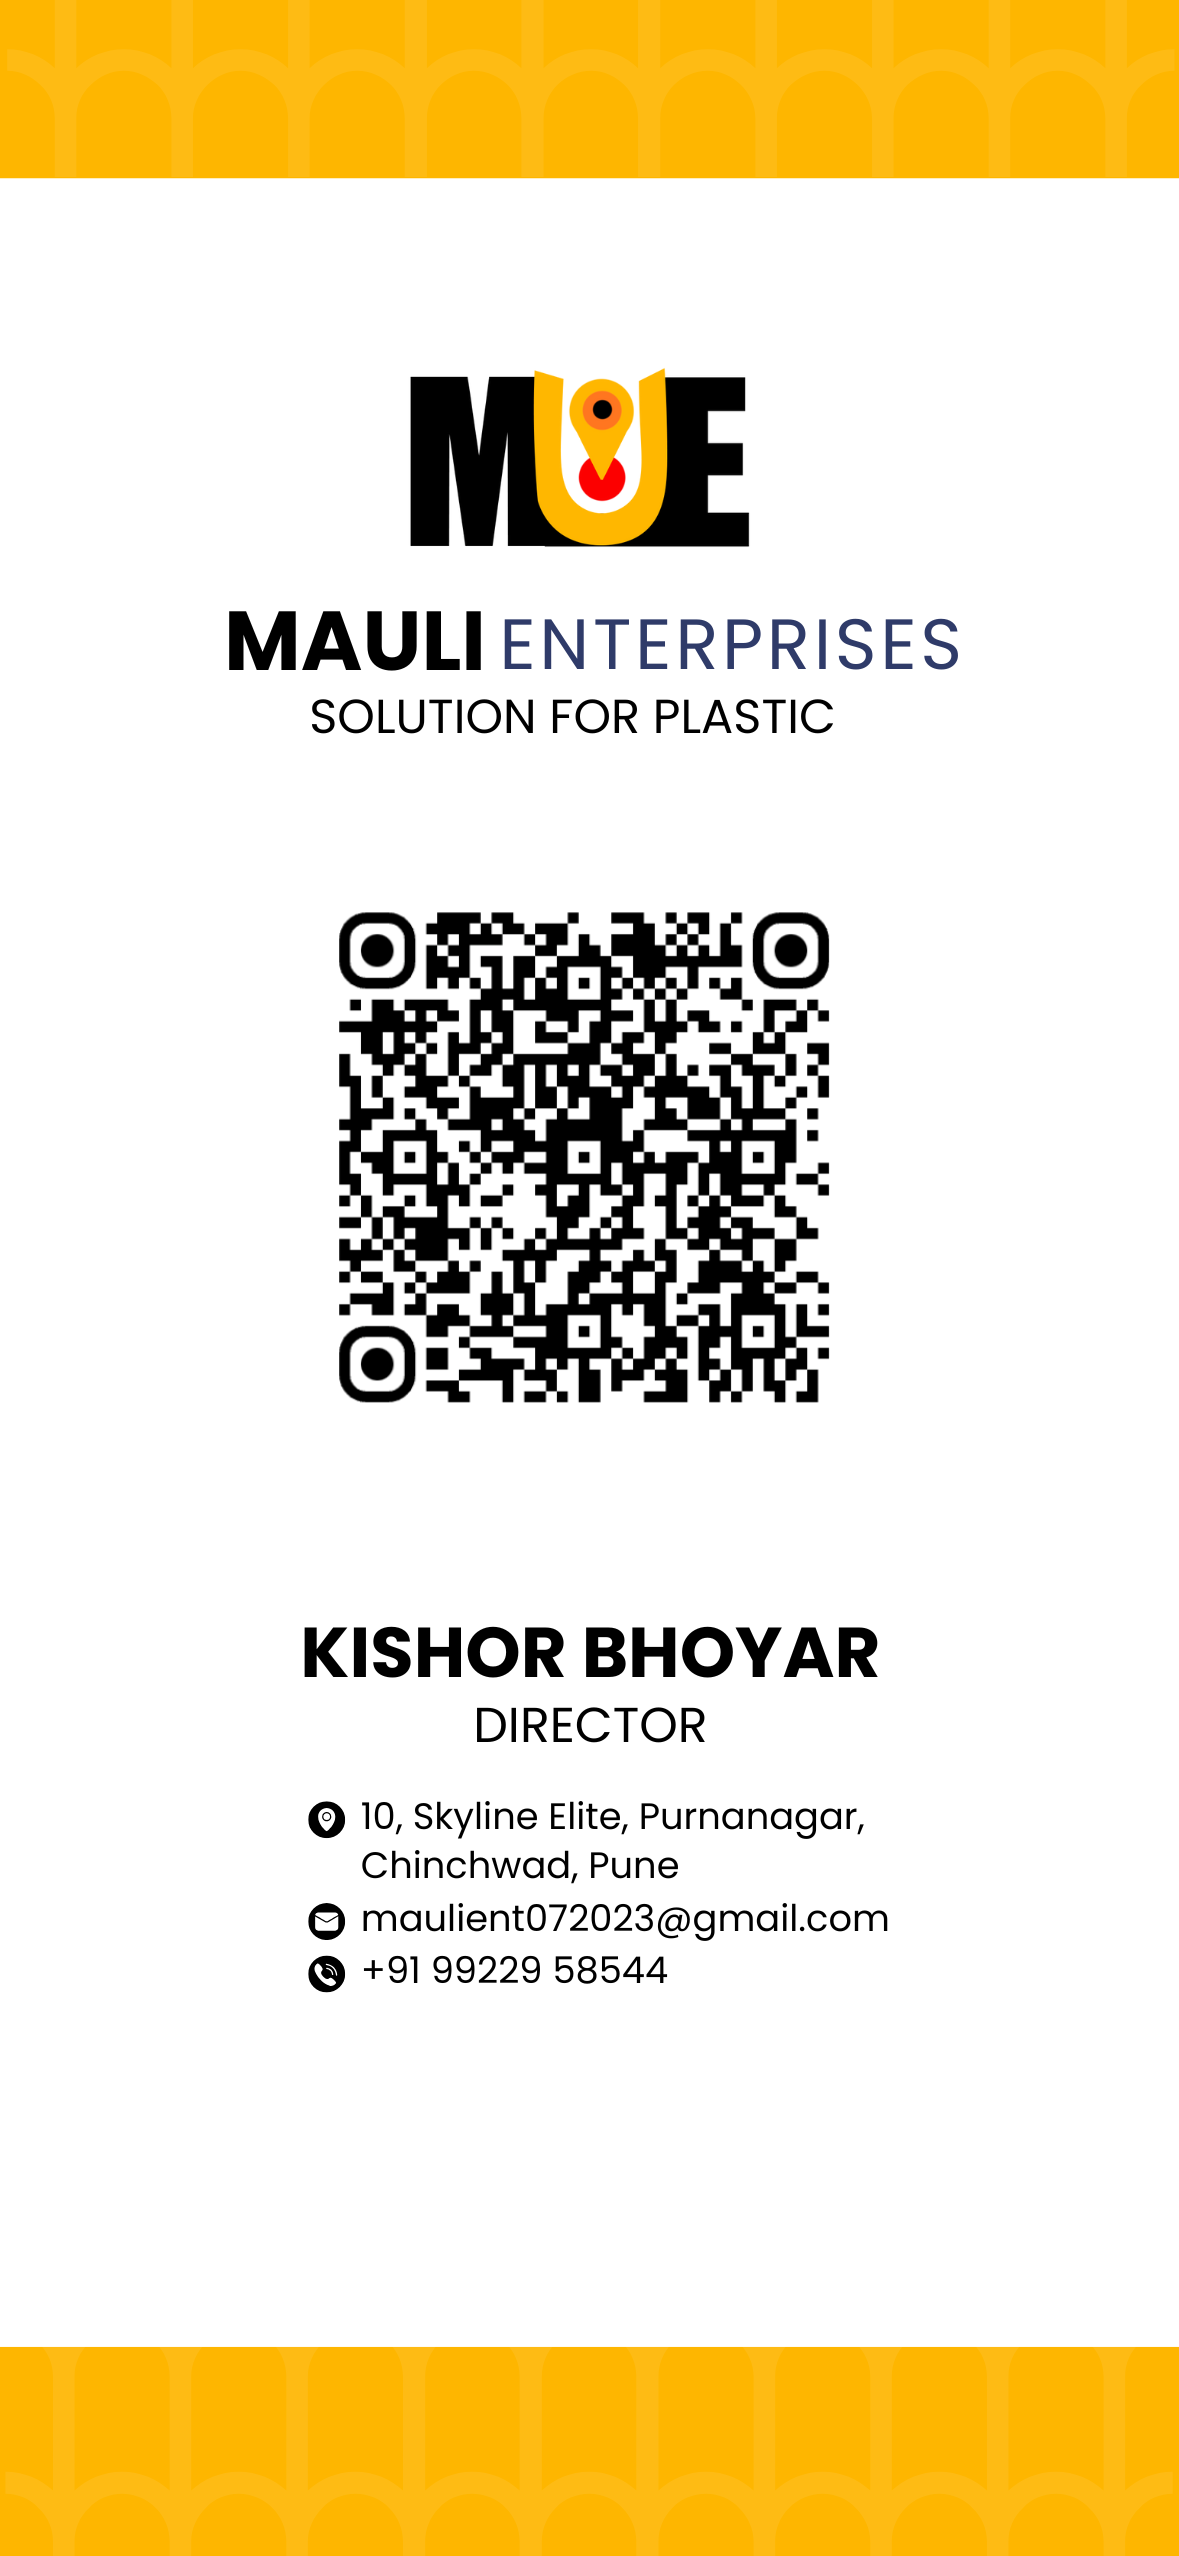 MUE
MAULI ENTERPRISES
SOLUTION FOR PLASTIC
KISHOR BHOYAR
DIRECTOR
10, Skyline Elite, Purnanagar,
Chinchwad, Pune
maulient072023@gmail.com
+91 99229 58544